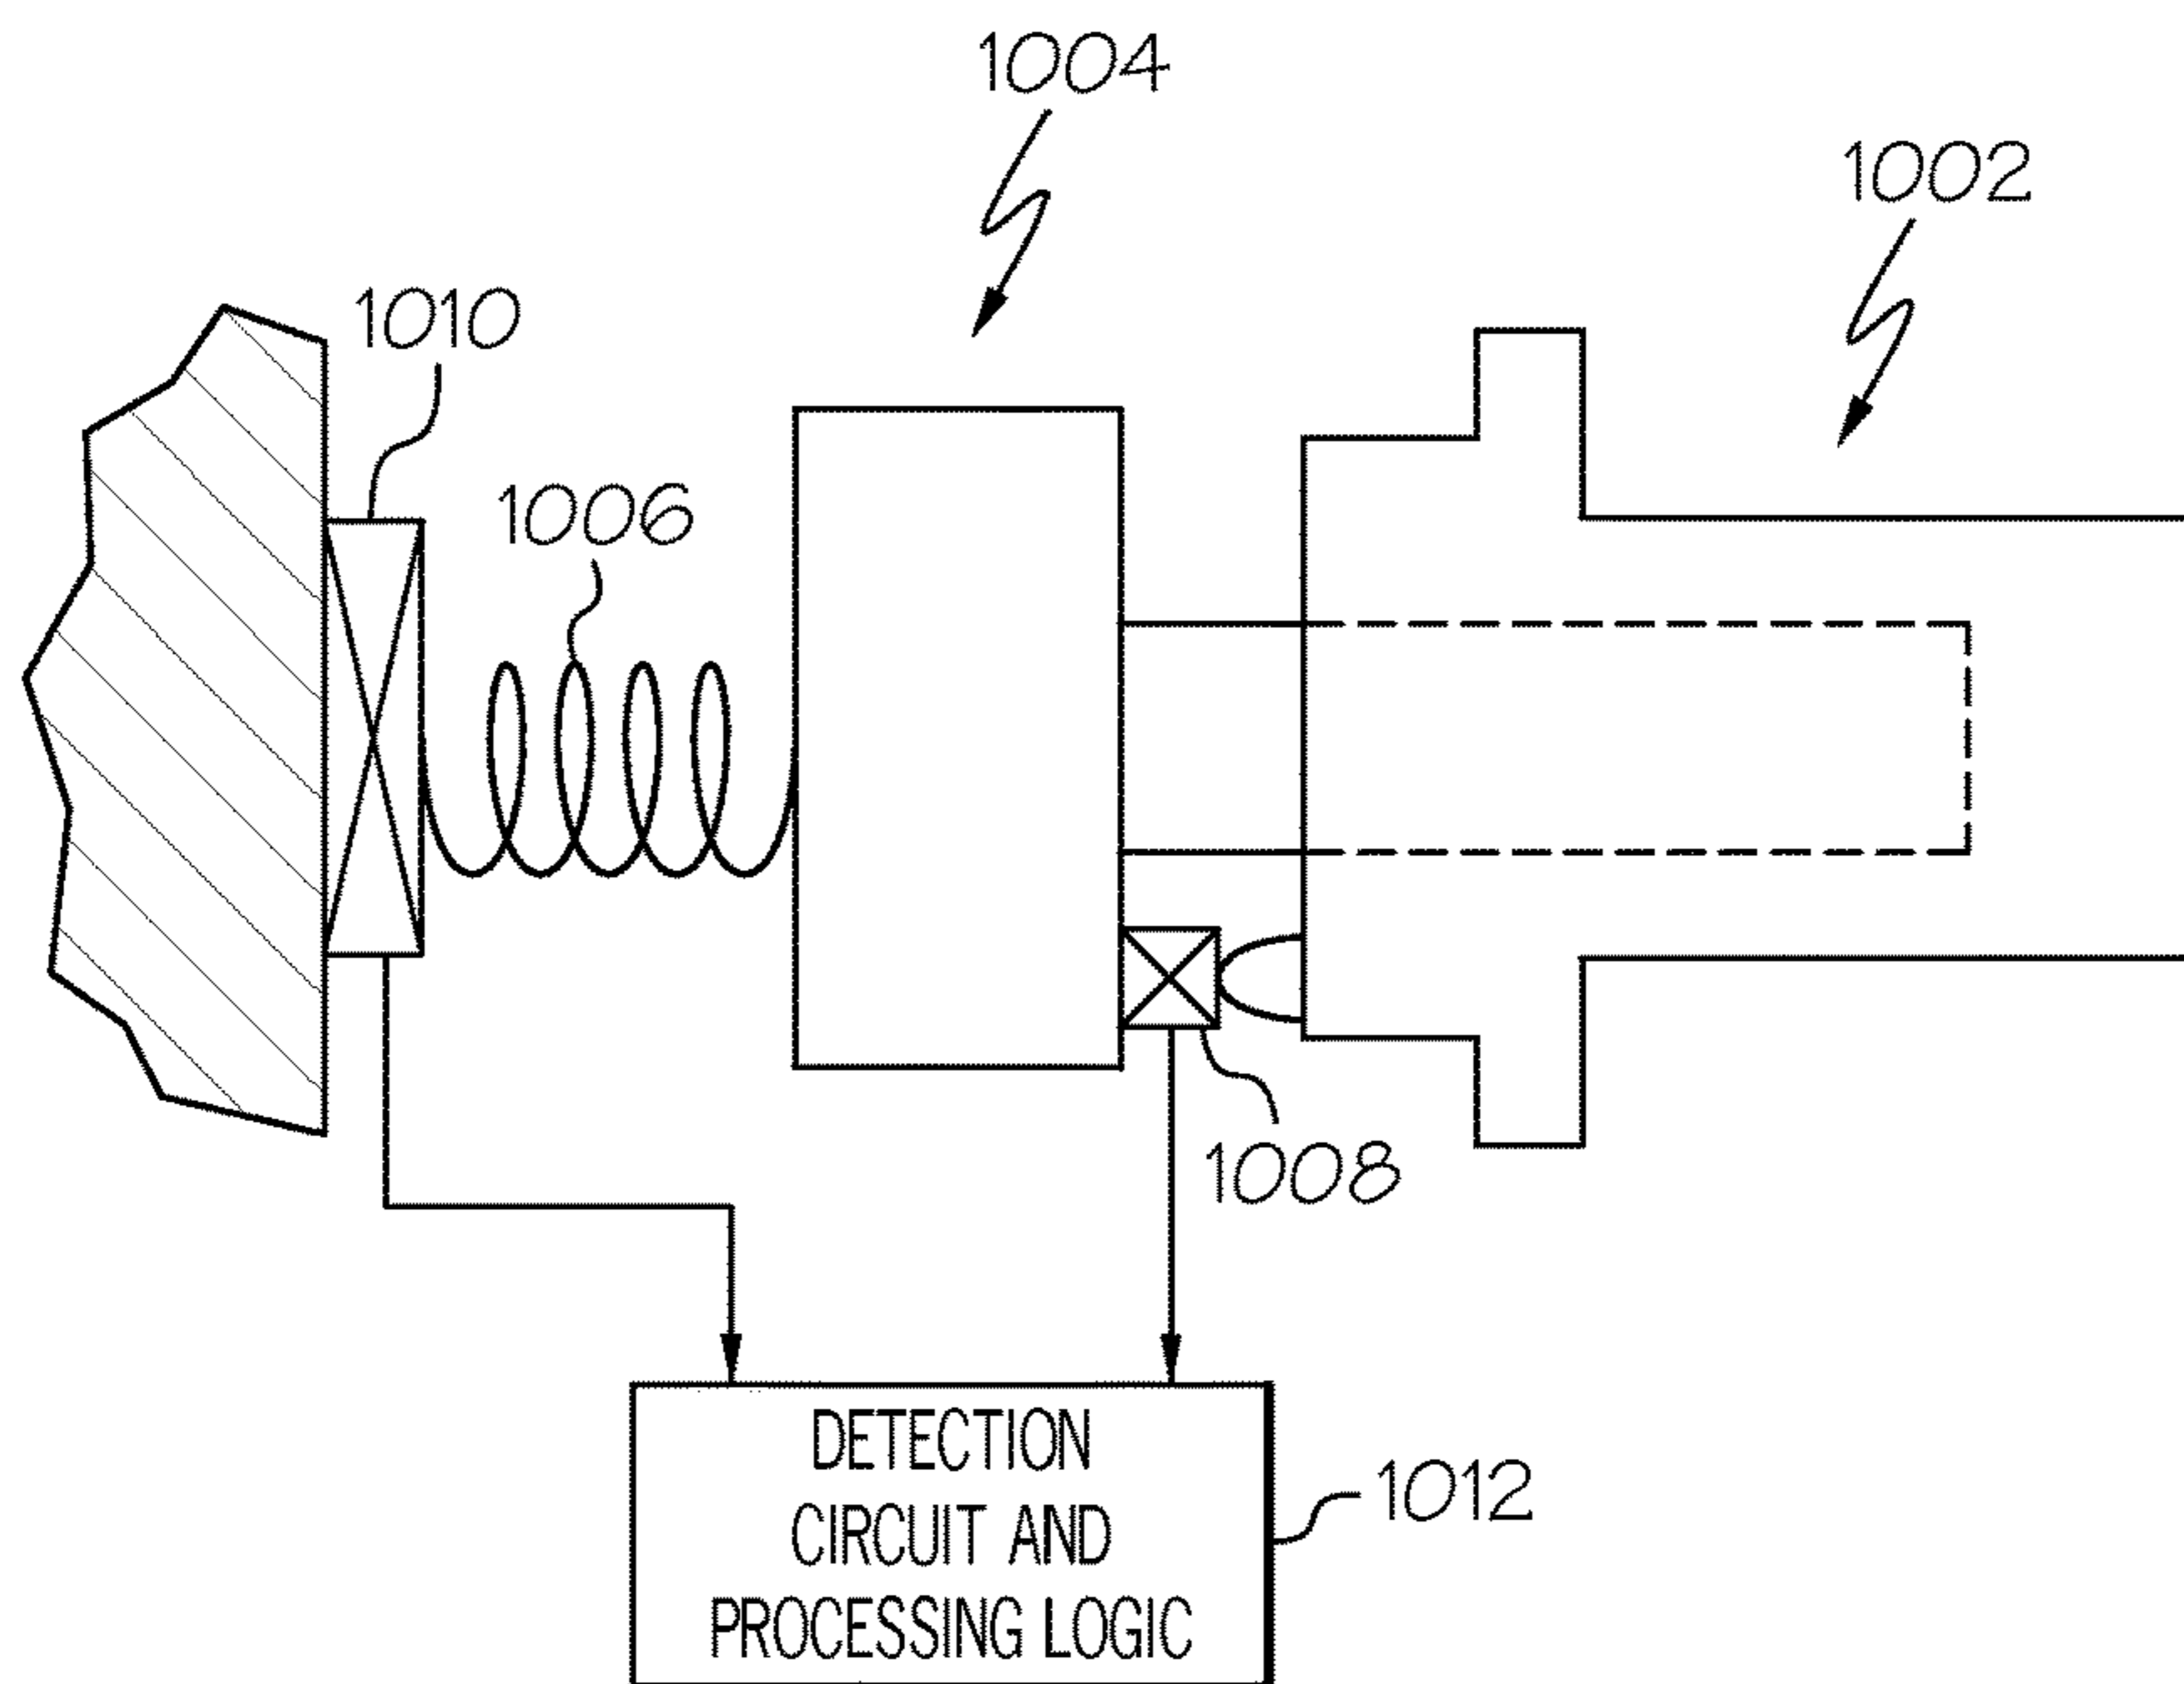 1004
1002
1010
1006
1008
DETECTION
CIRCUIT AND
PROCESSING LOGIC
1012